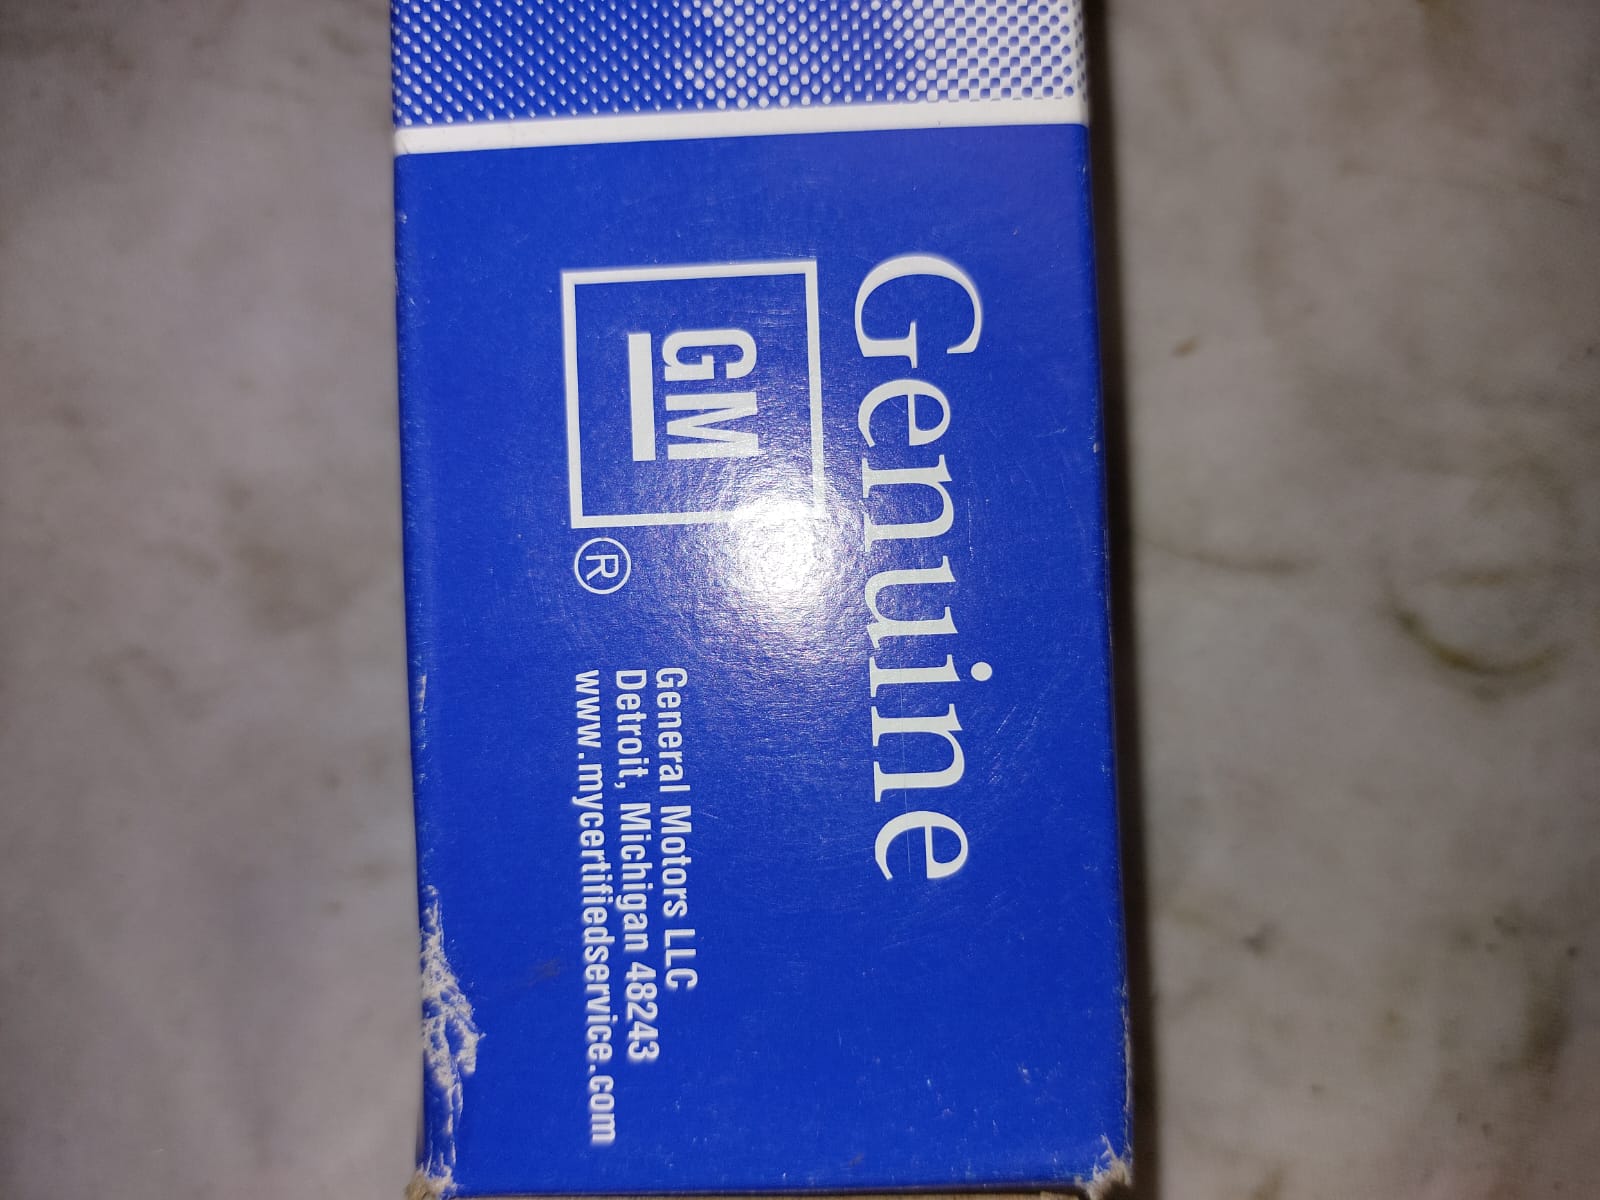 Genuine
GM
®
General Motors LLC
Detroit, Michigan 48243
www.mycertifiedservice.com